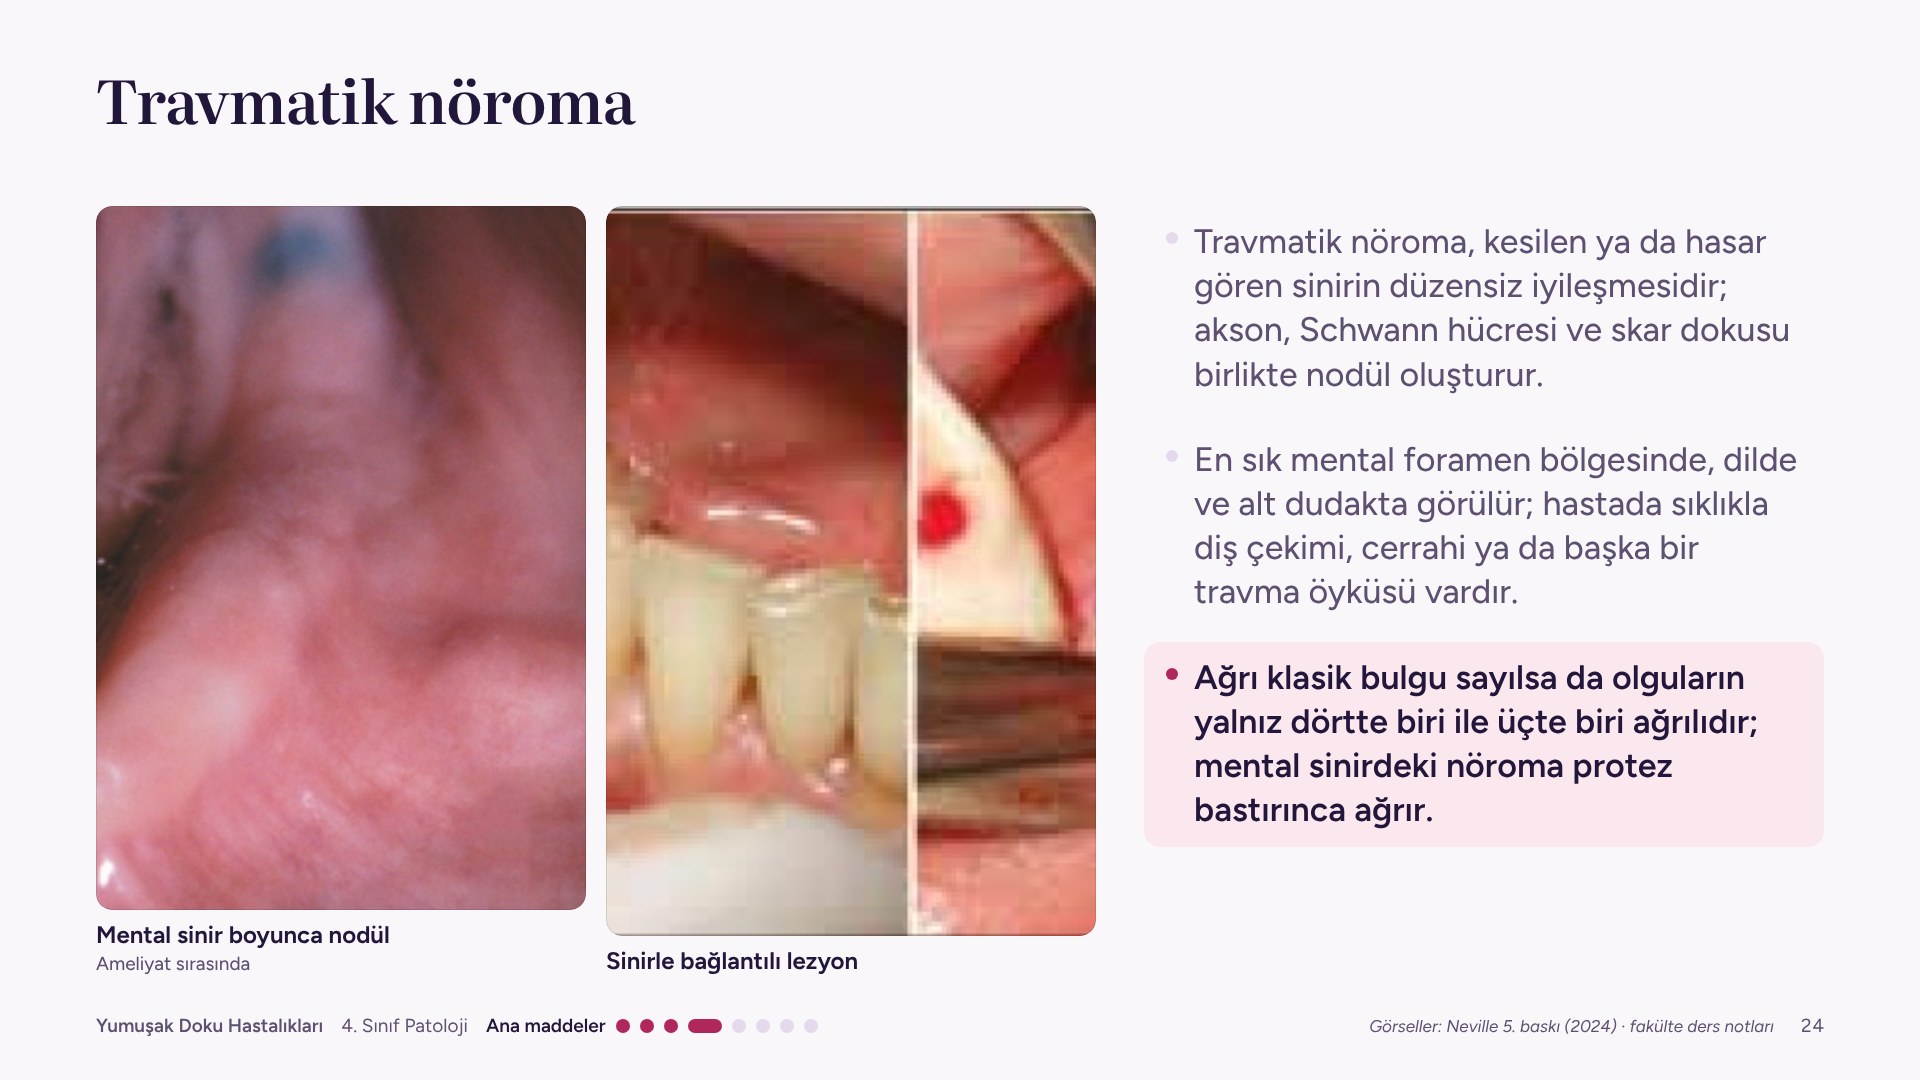 Travmatik nöroma
Mental sinir boyunca nodül
Ameliyat sırasında
Sinirle bağlantılı lezyon
Travmatik nöroma, kesilen ya da hasar
gören sinirin düzensiz iyileşmesidir;
akson, Schwann hücresi ve skar dokusu
birlikte nodül oluşturur.
En sık mental foramen bölgesinde, dilde
ve alt dudakta görülür; hastada sıklıkla
diş çekimi, cerrahi ya da başka bir
travma öyküsü vardır.
Ağrı klasik bulgu sayılsa da olguların
yalnız dörtte biri ile üçte biri ağrılıdır;
mental sinirdeki nöroma protez
bastırınca ağrır.
Yumuşak Doku Hastalıkları 4. Sınıf Patoloji Ana maddeler
Görseller: Neville 5. baskı (2024) · fakülte ders notları 24